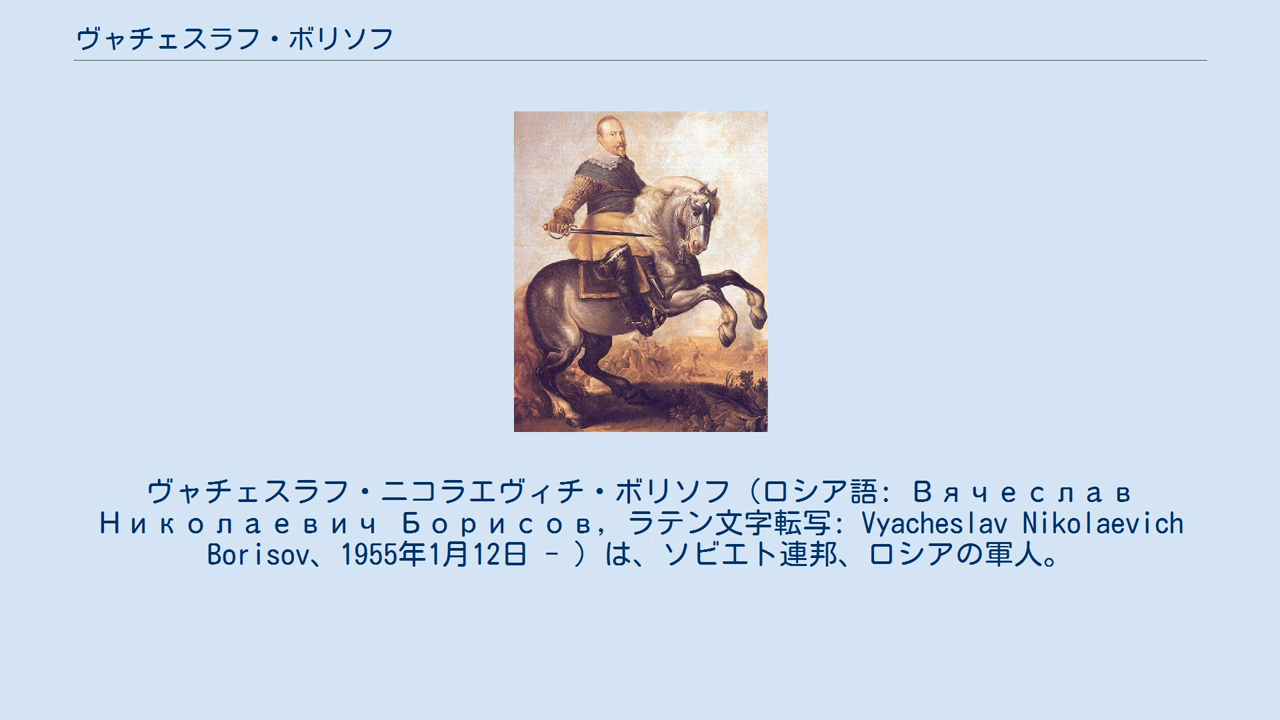 ヴャチェスラフ・ボリソフ
ヴャチェスラフ・ニコラエヴィチ・ボリソフ（ロシア語: Вячеслав
Николаевич Борисов, ラテン文字転写: Vyacheslav Nikolaevich
Borisov、1955年1月12日 - ）は、ソビエト連邦、ロシアの軍人。